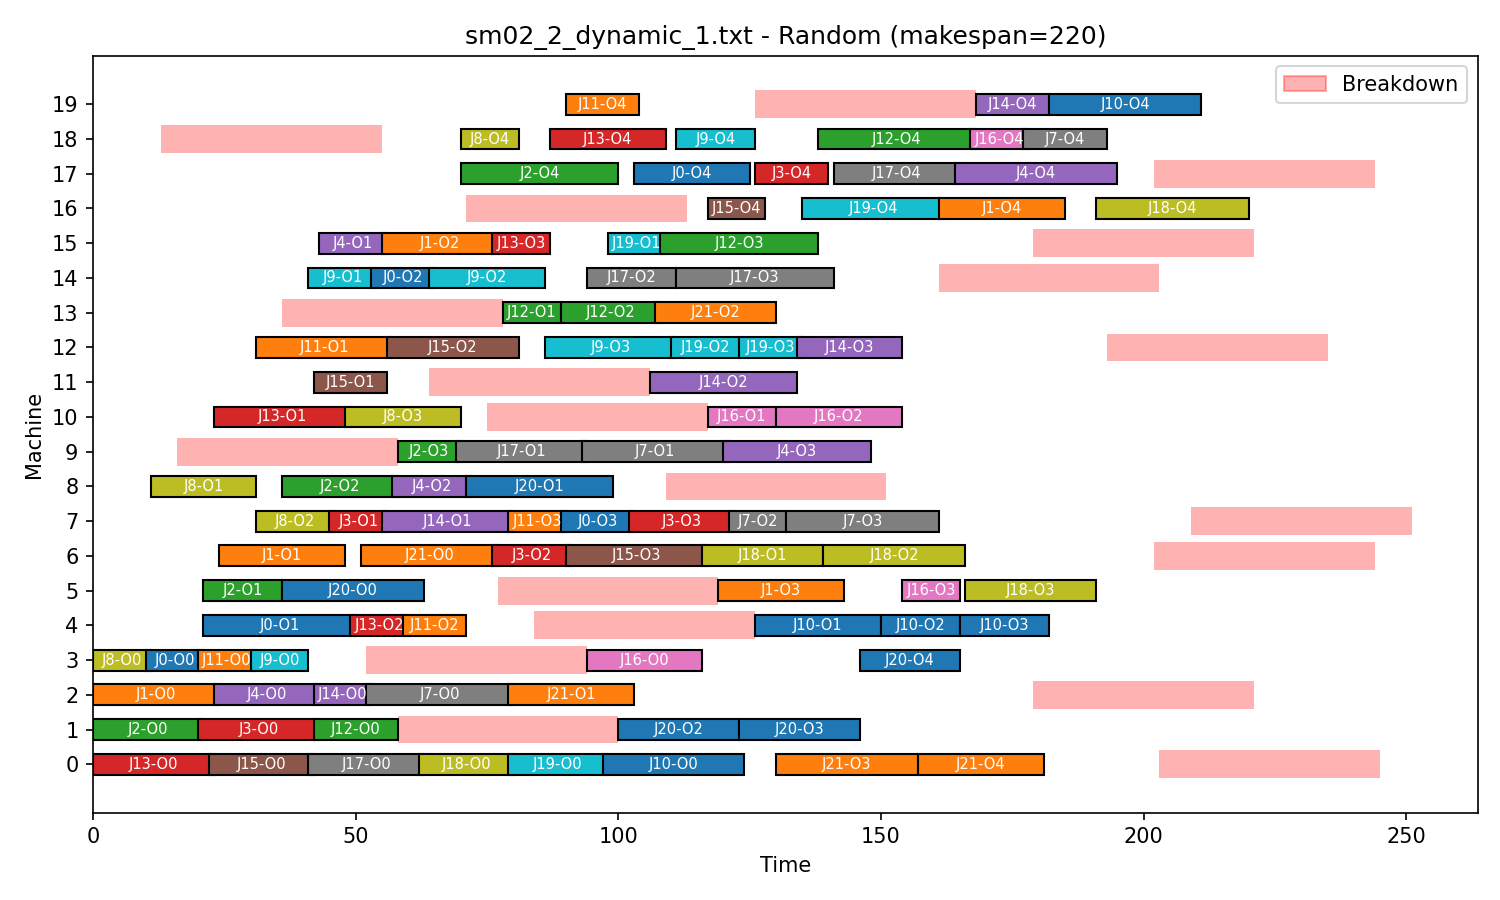 sm02_2_dynamic_1.txt - Random (makespan=220)
Breakdown
Machine
19 J11-O4 J14-O4 J10-O4
18 J8-O4 J13-O4 J9-O4 J12-O4 J16-O4 J7-O4
17 J2-O4 J0-O4 J3-O4 J17-O4 J4-O4
16 J15-O4 J19-O4 J1-O4 J18-O4
15 J4-O1 J1-O2 J13-O3 J19-O1 J12-O3
14 J9-O1 J0-O2 J9-O2 J17-O2 J17-O3
13 J12-O1 J12-O2 J21-O2
12 J11-O1 J15-O2 J9-O3 J19-O2 J19-O3 J14-O3
11 J15-O1 J14-O2
10 J13-O1 J8-O3 J16-O1 J16-O2
9 J2-O3 J17-O1 J7-O1 J4-O3
8 J8-O1 J2-O2 J4-O2 J20-O1
7 J8-O2 J3-O1 J14-O1 J11-O3 J0-O3 J3-O3 J7-O2 J7-O3
6 J1-O1 J21-O0 J3-O2 J15-O3 J18-O1 J18-O2
5 J2-O1 J20-O0 J1-O3 J16-O3 J18-O3
4 J0-O1 J13-O2 J11-O2 J10-O1 J10-O2 J10-O3
3 J8-O0 J0-O0 J11-O0 J9-O0 J16-O0 J20-O4
2 J1-O0 J4-O0 J14-O0 J7-O0 J21-O1
1 J2-O0 J3-O0 J12-O0 J20-O2 J20-O3
0 J13-O0 J15-O0 J17-O0 J18-O0 J19-O0 J10-O0 J21-O3 J21-O4
0 50 100 150 200 250
Time